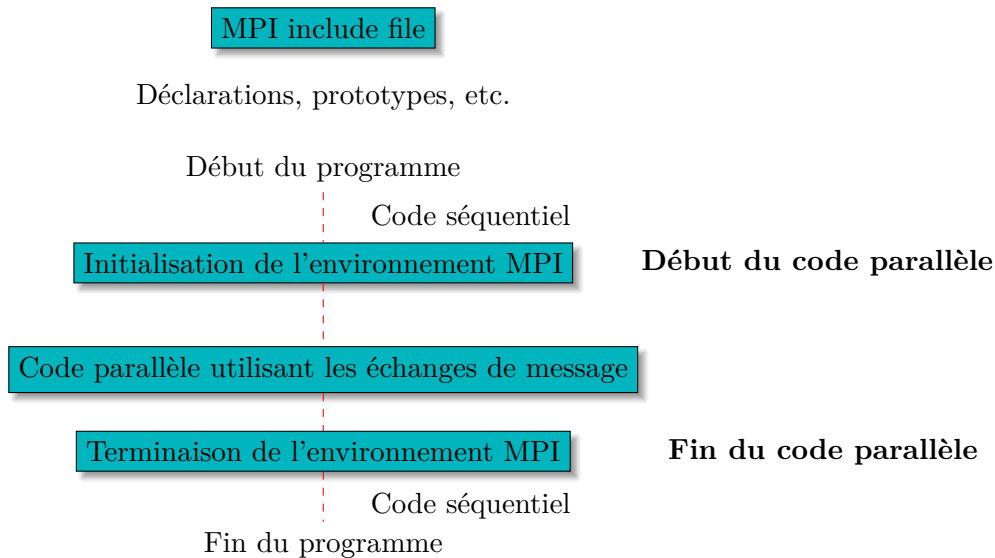 MPI include file
Déclarations, prototypes, etc.
Début du programme
Code séquentiel
Initialisation de l'environnement MPI
Début du code parallèle
Code parallèle utilisant les échanges de message
Terminaison de l'environnement MPI
Fin du code parallèle
Code séquentiel
Fin du programme